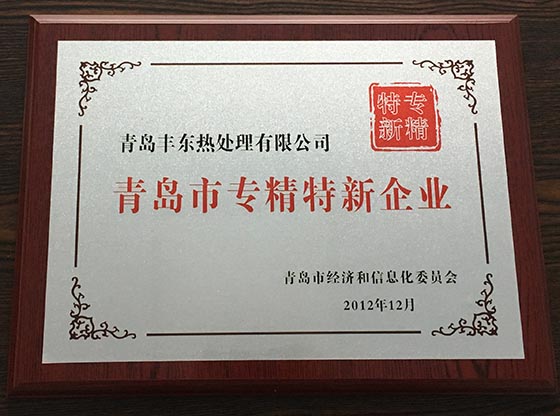 专精
特新
青岛丰东热处理有限公司
青岛市专精特新企业
青岛市经济和信息化委员会
2012年12月